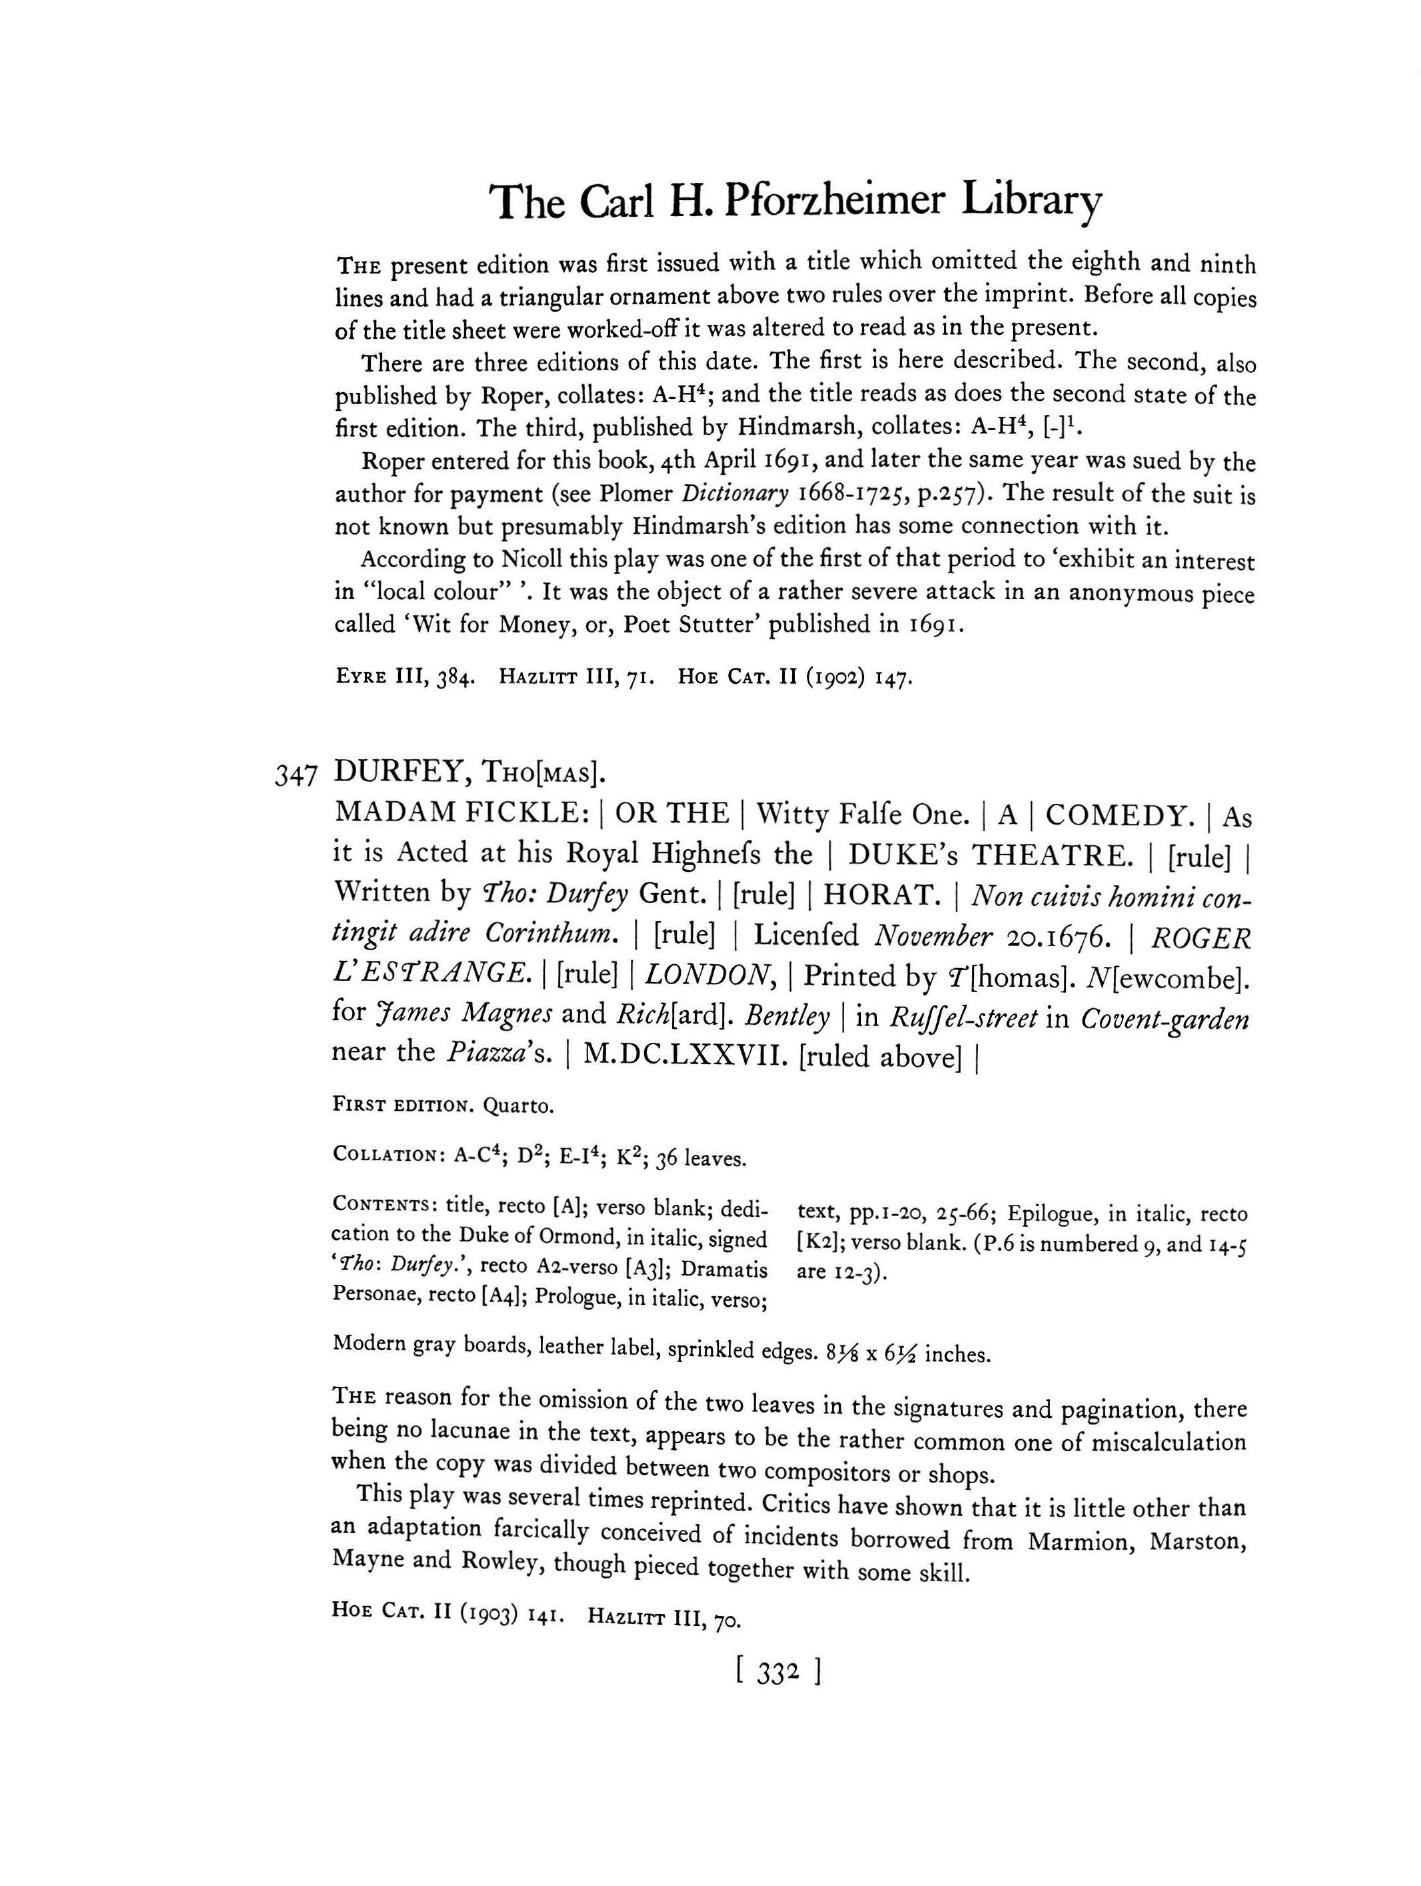 The Carl H. Pforzheimer Library
THE present edition was first issued with a title which omitted the eighth and ninth
lines and had a triangular ornament above two rules over the imprint. Before all copies
of the title sheet were worked-off it was altered to read as in the present.
There are three editions of this date. The first is here described. The second, also
published by Roper, collates: A-H⁴; and the title reads as does the second state of the
first edition. The third, published by Hindmarsh, collates: A-H⁴, [-]¹.
Roper entered for this book, 4th April 1691, and later the same year was sued by the
author for payment (see Plomer Dictionary 1668-1725, p.257). The result of the suit is
not known but presumably Hindmarsh's edition has some connection with it.
According to Nicoll this play was one of the first of that period to ‘exhibit an interest
in “local colour” ’. It was the object of a rather severe attack in an anonymous piece
called ‘Wit for Money, or, Poet Stutter’ published in 1691.
EYRE III, 384. HAZLITT III, 71. HOE CAT. II (1902) 147.
347 DURFEY, THO[MAS].
MADAM FICKLE: | OR THE | Witty Falſe One. | A | COMEDY. | As
it is Acted at his Royal Highneſs the | DUKE's THEATRE. | [rule] |
Written by Tho: Durfey Gent. | [rule] | HORAT. | Non cuivis homini con-
tingit adire Corinthum. | [rule] | Licenſed November 20.1676. | ROGER
L'ESTRANGE. | [rule] | LONDON, | Printed by T[homas]. N[ewcombe].
for James Magnes and Rich[ard]. Bentley | in Ruſſel-street in Covent-garden
near the Piazza's. | M.DC.LXXVII. [ruled above] |
FIRST EDITION. Quarto.
COLLATION: A-C⁴; D²; E-I⁴; K²; 36 leaves.
CONTENTS: title, recto [A]; verso blank; dedi-
cation to the Duke of Ormond, in italic, signed
‘Tho: Durfey.’, recto A2-verso [A3]; Dramatis
Personae, recto [A4]; Prologue, in italic, verso;
text, pp.1-20, 25-66; Epilogue, in italic, recto
[K2]; verso blank. (P.6 is numbered 9, and 14-5
are 12-3).
Modern gray boards, leather label, sprinkled edges. 8⅛ x 6½ inches.
THE reason for the omission of the two leaves in the signatures and pagination, there
being no lacunae in the text, appears to be the rather common one of miscalculation
when the copy was divided between two compositors or shops.
This play was several times reprinted. Critics have shown that it is little other than
an adaptation farcically conceived of incidents borrowed from Marmion, Marston,
Mayne and Rowley, though pieced together with some skill.
HOE CAT. II (1903) 141. HAZLITT III, 70.
[ 332 ]